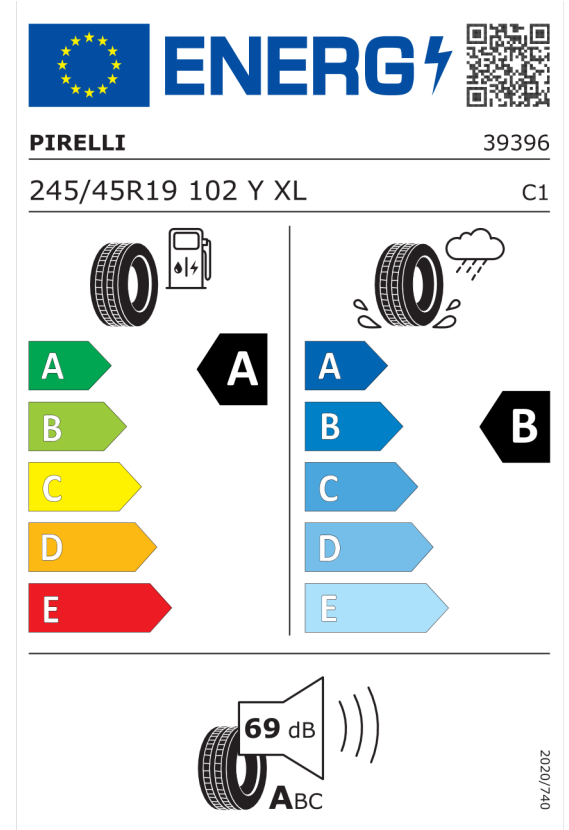 ENERG
PIRELLI 39396
245/45R19 102 Y XL C1
A A A
B B B
C C
D D
E E
69 dB
ABC
2020/740